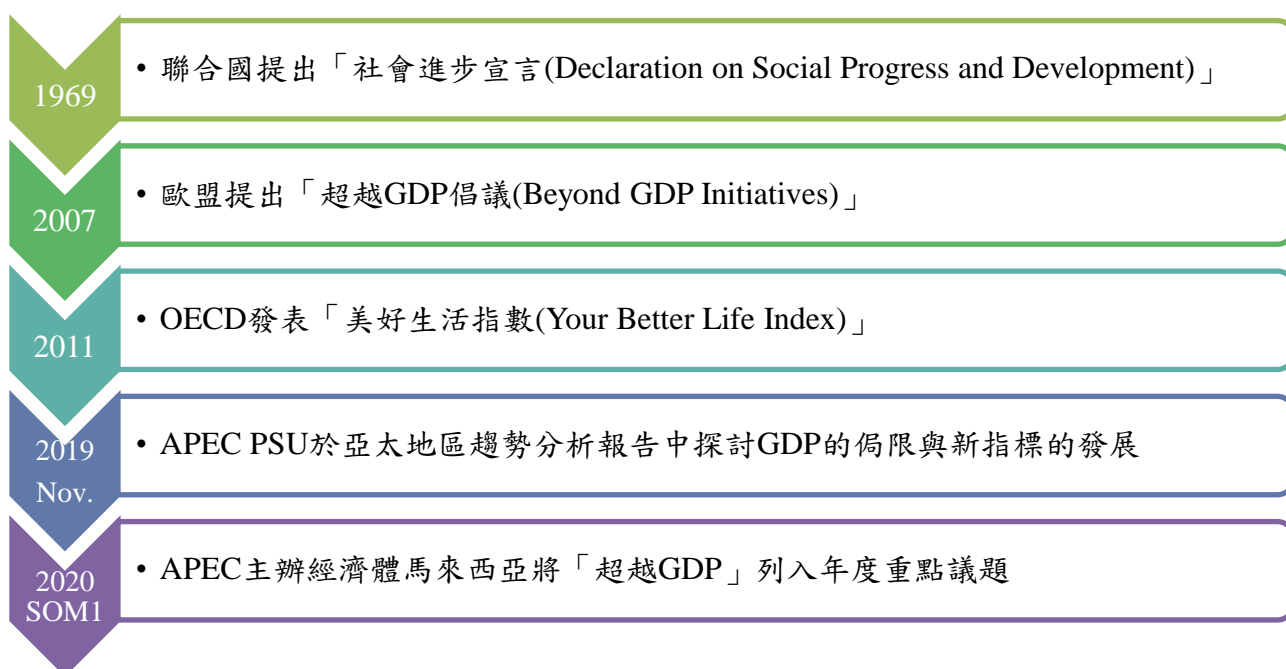 1969
• 聯合國提出「社會進步宣言(Declaration on Social Progress and Development)」
2007
• 歐盟提出「超越GDP倡議(Beyond GDP Initiatives)」
2011
• OECD發表「美好生活指數(Your Better Life Index)」
2019
Nov.
• APEC PSU於亞太地區趨勢分析報告中探討GDP的侷限與新指標的發展
2020
SOM1
• APEC主辦經濟體馬來西亞將「超越GDP」列入年度重點議題